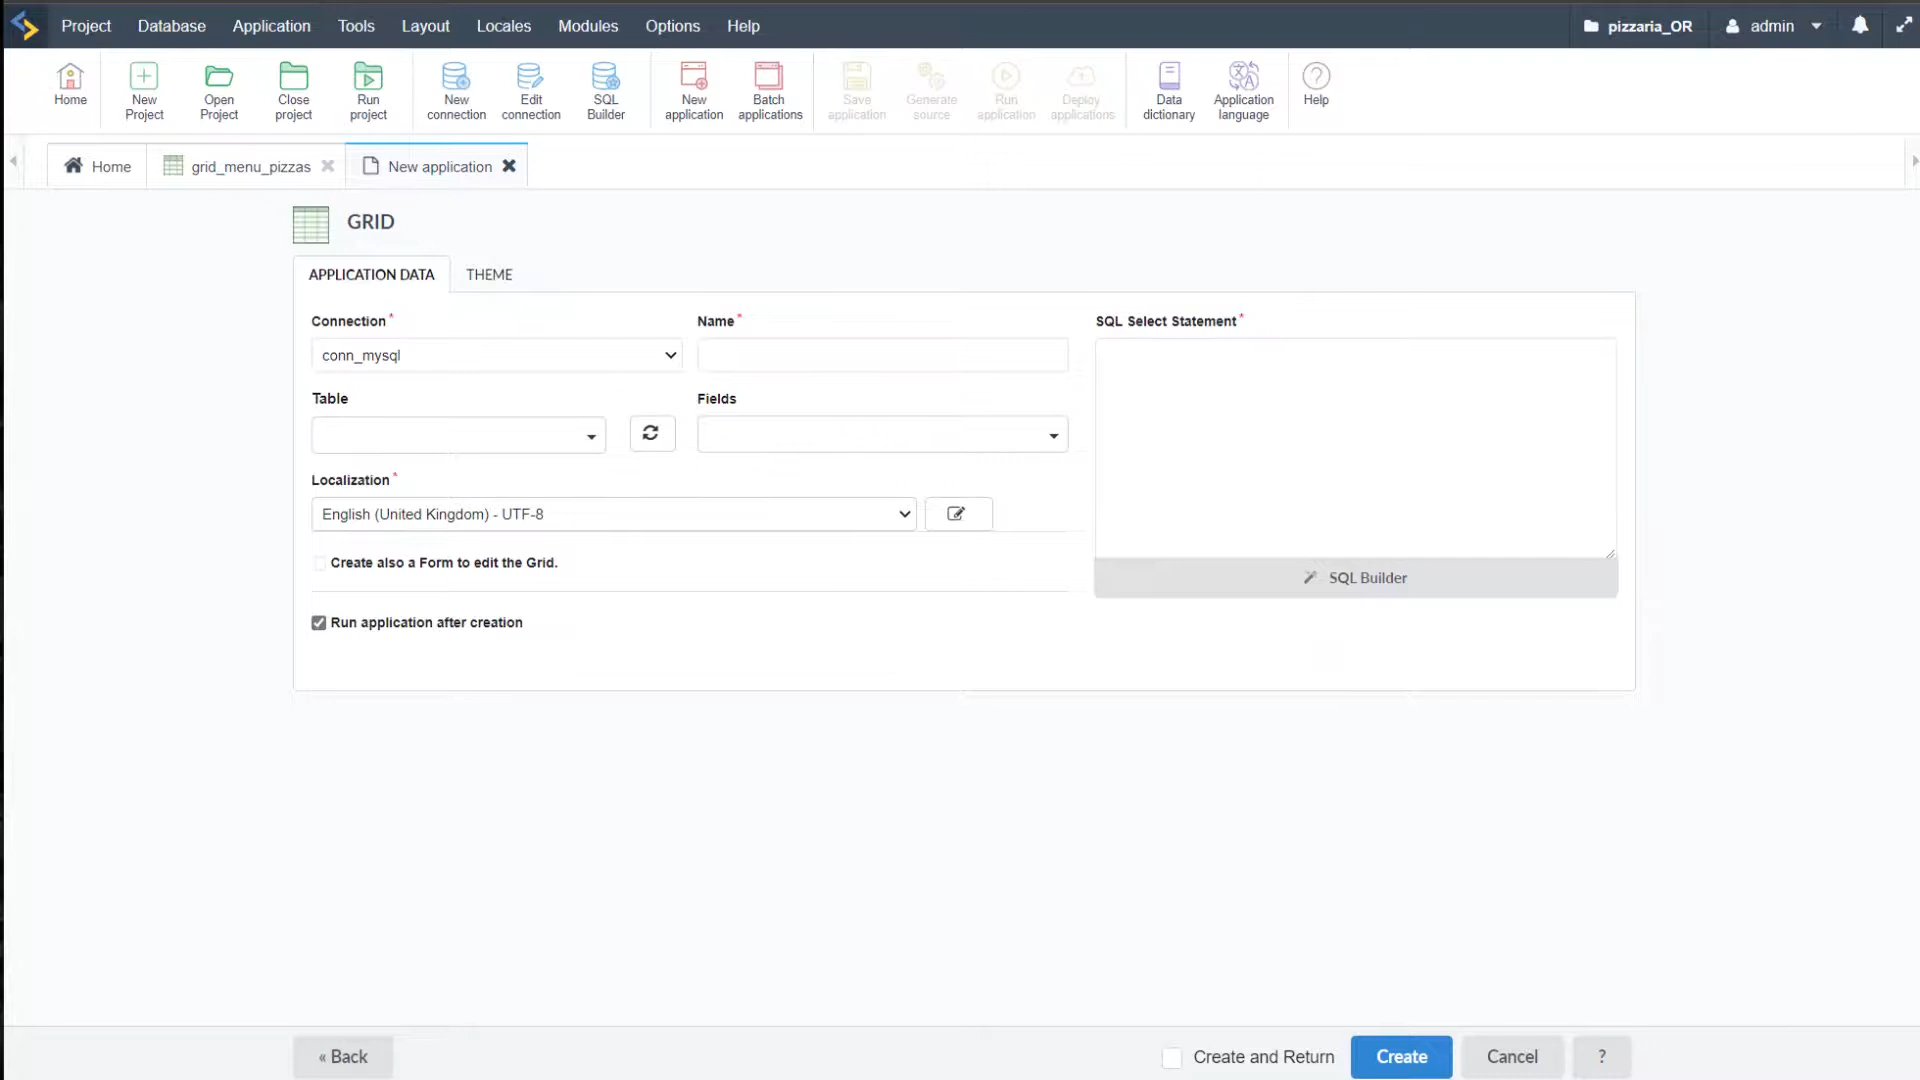 Project Database Application Tools Layout Locales Modules Options Help pizzaria_OR admin
Home New Project Open Project Close project Run project New connection Edit connection SQL Builder New application Batch applications Save application Generate source Run application Deploy applications Data dictionary Application language Help
Home grid_menu_pizzas New application
GRID
APPLICATION DATA THEME
Connection * Name * SQL Select Statement *
conn_mysql
Table Fields
Localization *
English (United Kingdom) - UTF-8
Create also a Form to edit the Grid.
SQL Builder
Run application after creation
« Back Create and Return Create Cancel ?